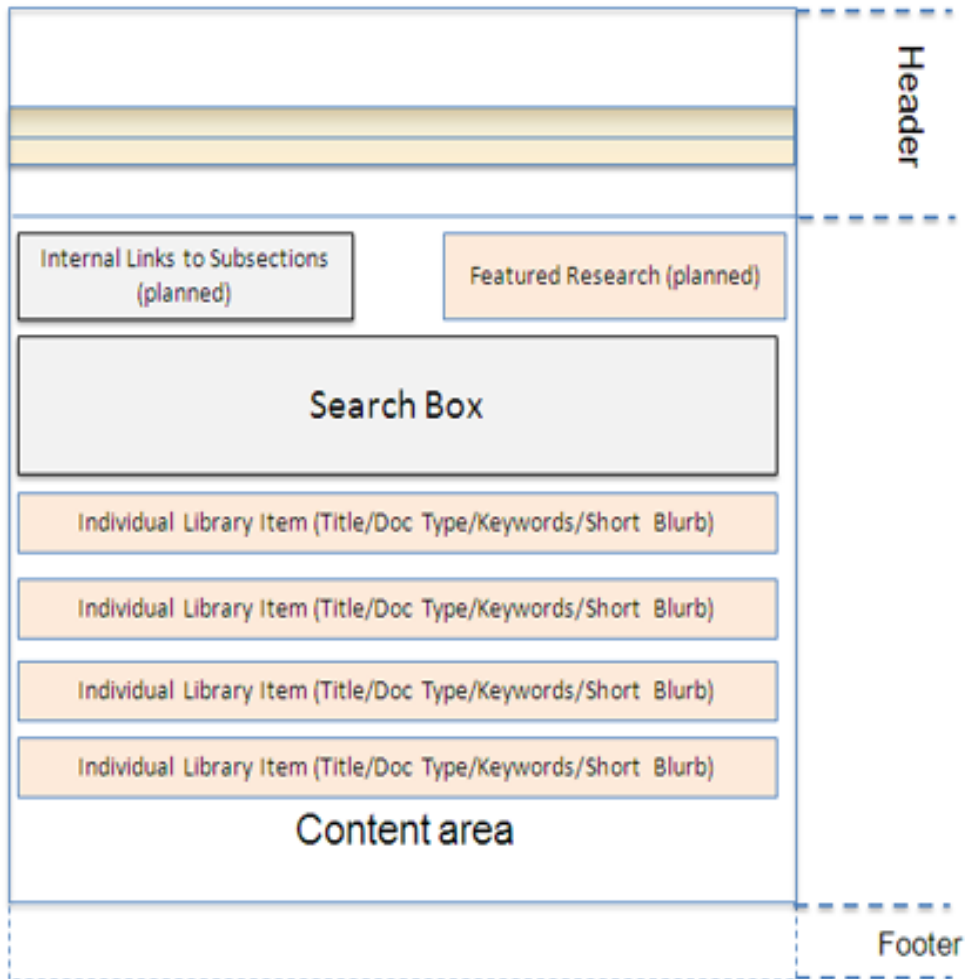 Header
Internal Links to Subsections
(planned)
Featured Research (planned)
Search Box
Individual Library Item (Title/Doc Type/Keywords/Short Blurb)
Individual Library Item (Title/Doc Type/Keywords/Short Blurb)
Individual Library Item (Title/Doc Type/Keywords/Short Blurb)
Individual Library Item (Title/Doc Type/Keywords/Short Blurb)
Content area
Footer